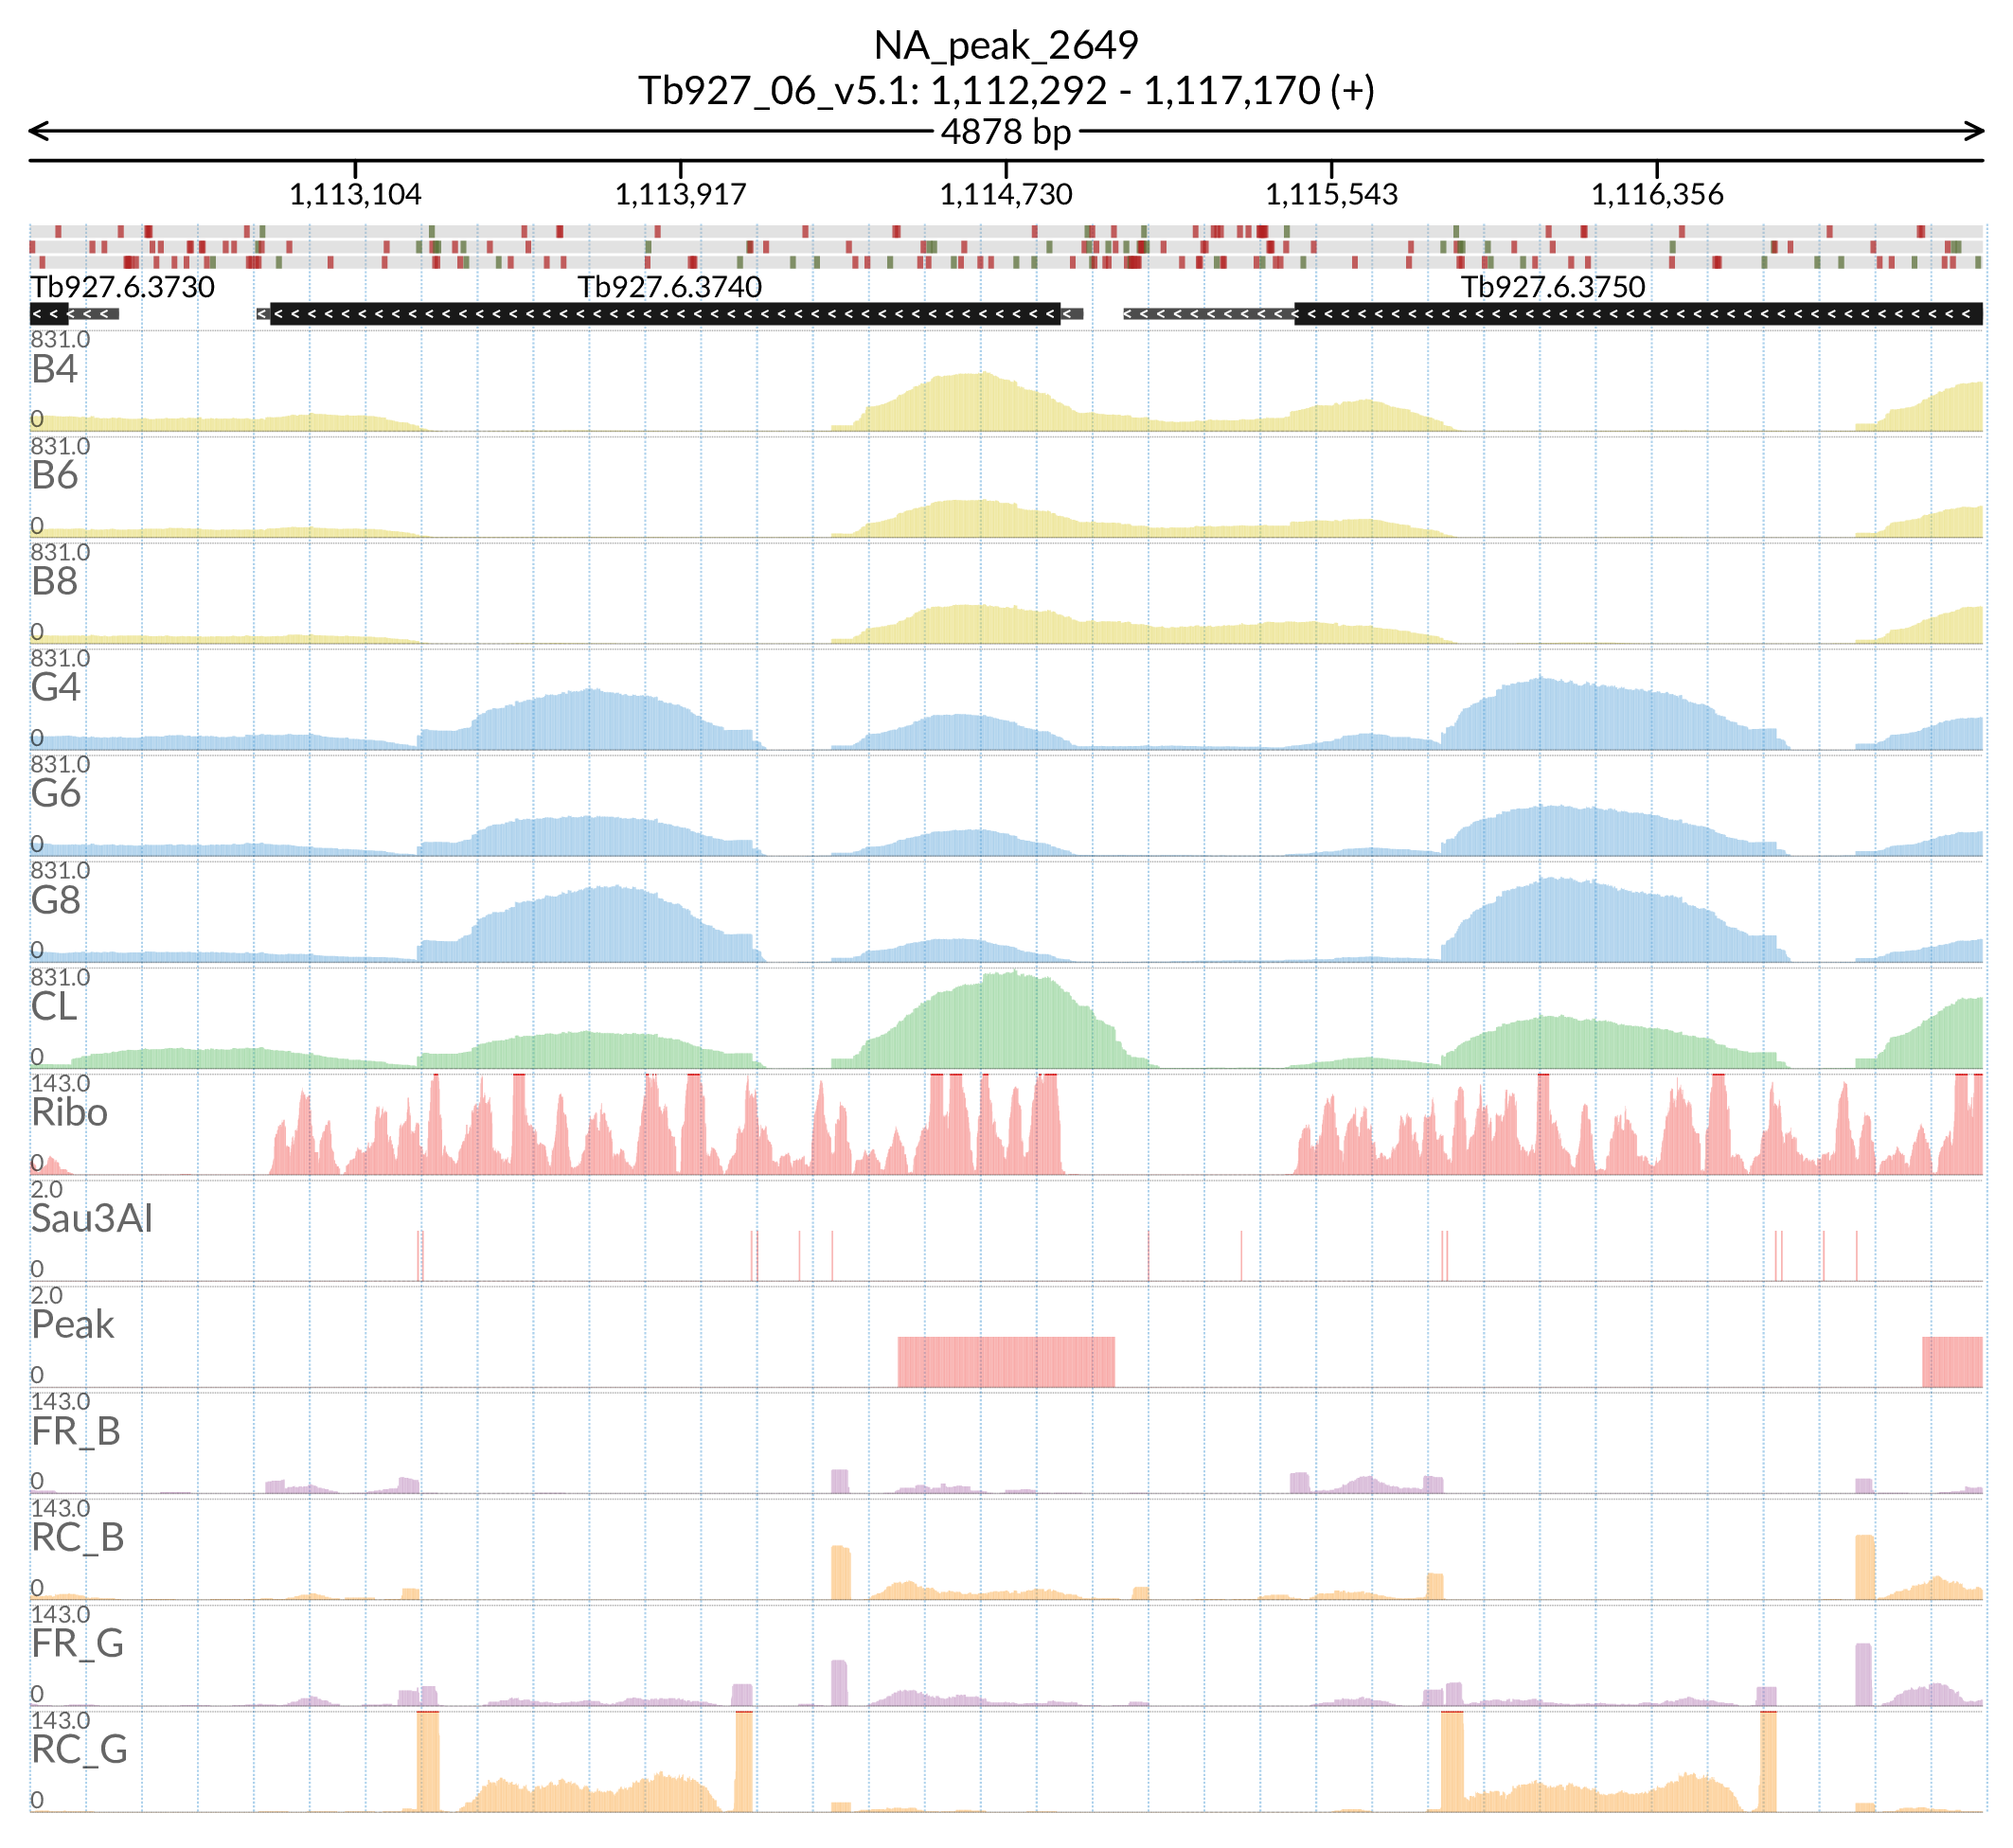 NA_peak_2649
Tb927_06_v5.1: 1,112,292 - 1,117,170 (+)
4878 bp
1,113,104 1,113,917 1,114,730 1,115,543 1,116,356
Tb927.6.3730 Tb927.6.3740 Tb927.6.3750
831.0
B4
0
831.0
B6
0
831.0
B8
0
831.0
G4
0
831.0
G6
0
831.0
G8
0
831.0
CL
0
143.0
Ribo
0
2.0
Sau3AI
0
2.0
Peak
0
143.0
FR_B
0
143.0
RC_B
0
143.0
FR_G
0
143.0
RC_G
0